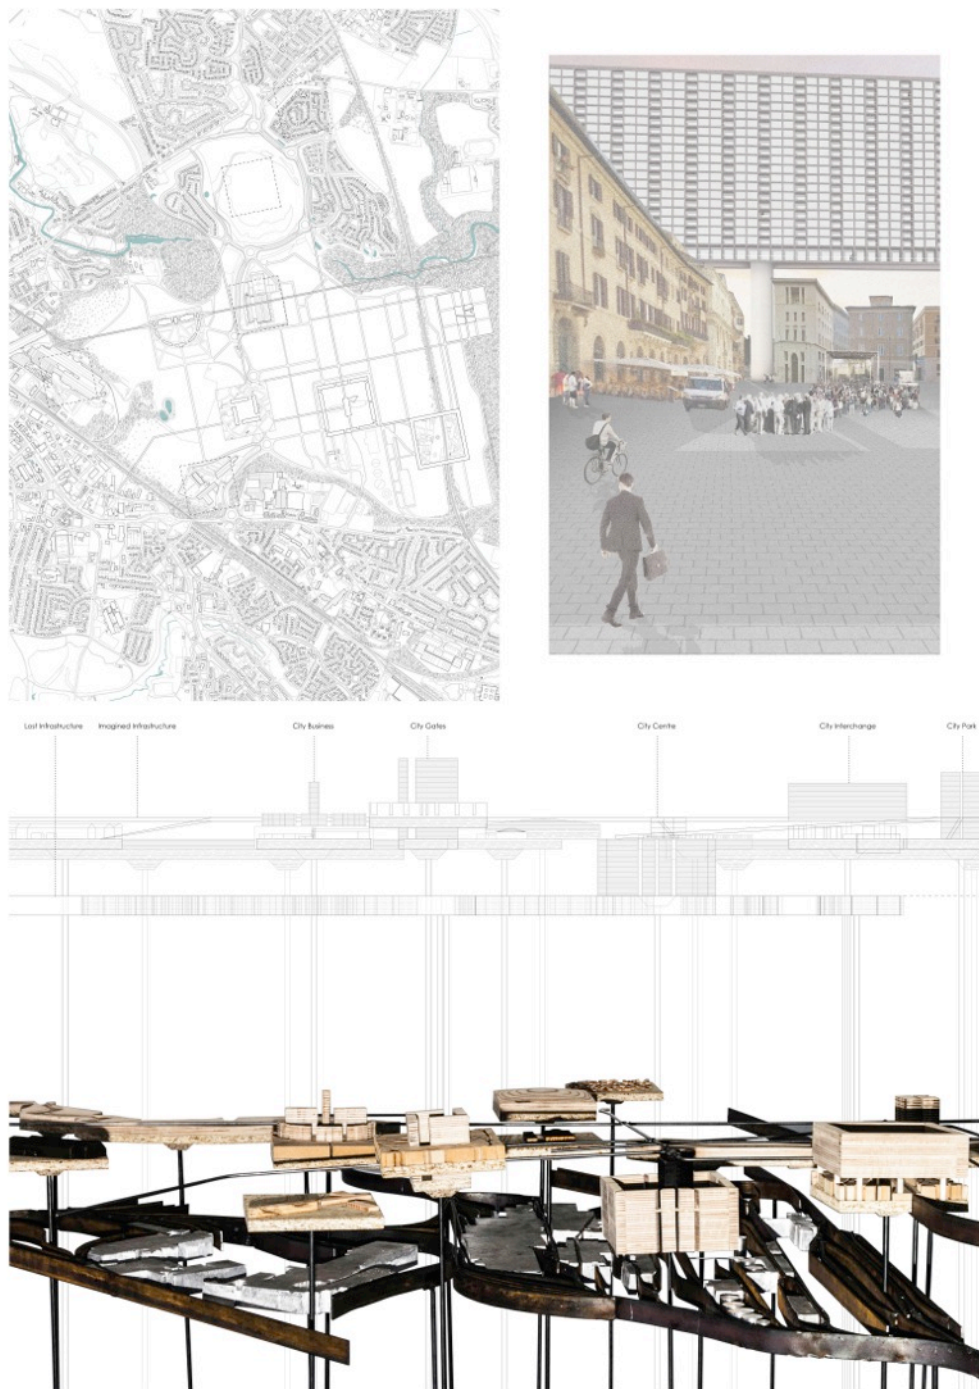 Lost Infrastructure
Imagined Infrastructure
City Business
City Gates
City Centre
City Interchange
City Park